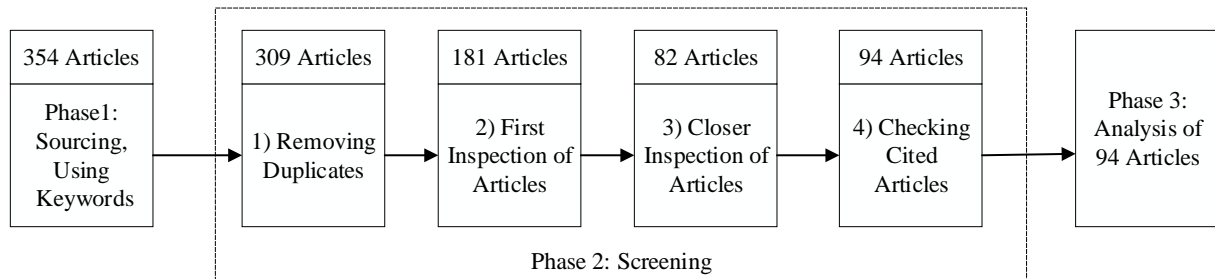 354 Articles
Phase1:
Sourcing,
Using
Keywords
309 Articles
1) Removing
Duplicates
181 Articles
2) First
Inspection of
Articles
82 Articles
3) Closer
Inspection of
Articles
94 Articles
4) Checking
Cited
Articles
Phase 3:
Analysis of
94 Articles
Phase 2: Screening